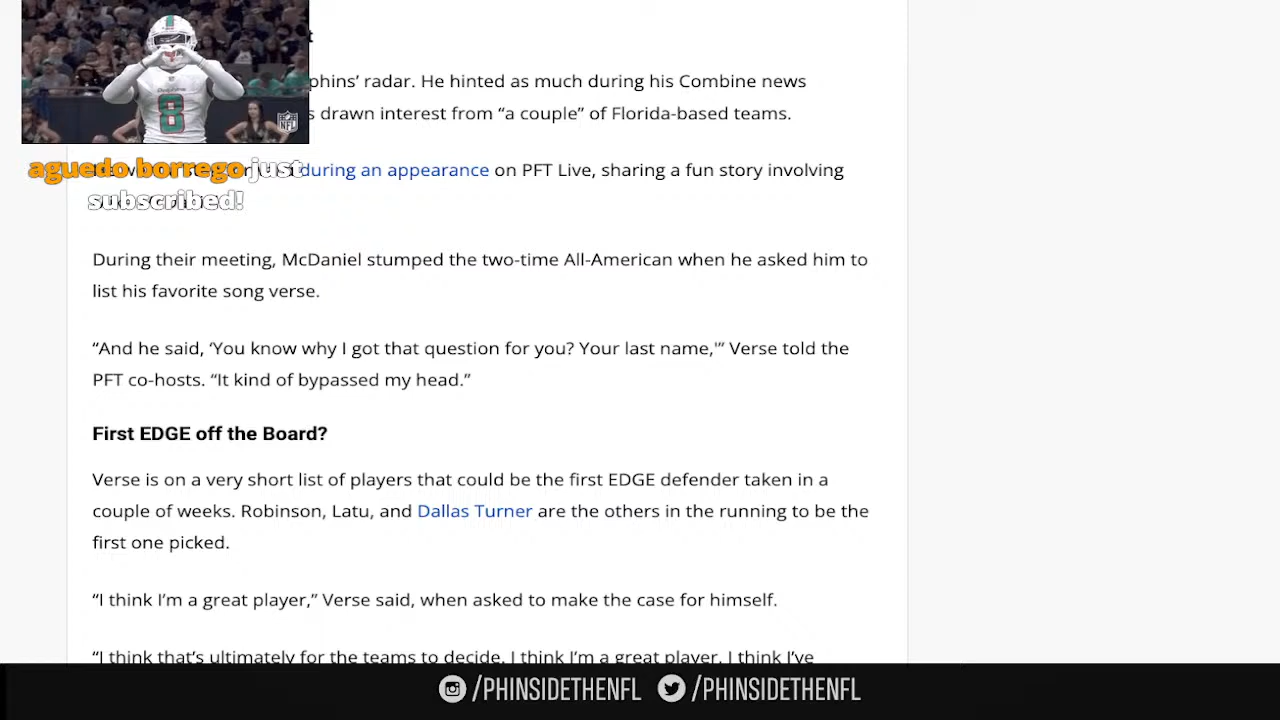 t
phins’ radar. He hinted as much during his Combine news
s drawn interest from “a couple” of Florida-based teams.
aguedo borrego just
subscribed!
during an appearance on PFT Live, sharing a fun story involving
During their meeting, McDaniel stumped the two-time All-American when he asked him to
list his favorite song verse.
“And he said, ‘You know why I got that question for you? Your last name,'” Verse told the
PFT co-hosts. “It kind of bypassed my head.”
First EDGE off the Board?
Verse is on a very short list of players that could be the first EDGE defender taken in a
couple of weeks. Robinson, Latu, and Dallas Turner are the others in the running to be the
first one picked.
“I think I’m a great player,” Verse said, when asked to make the case for himself.
“I think that’s ultimately for the teams to decide. I think I’m a great player. I think I’ve
/PHINSIDETHENFL /PHINSIDETHENFL
8
NFL